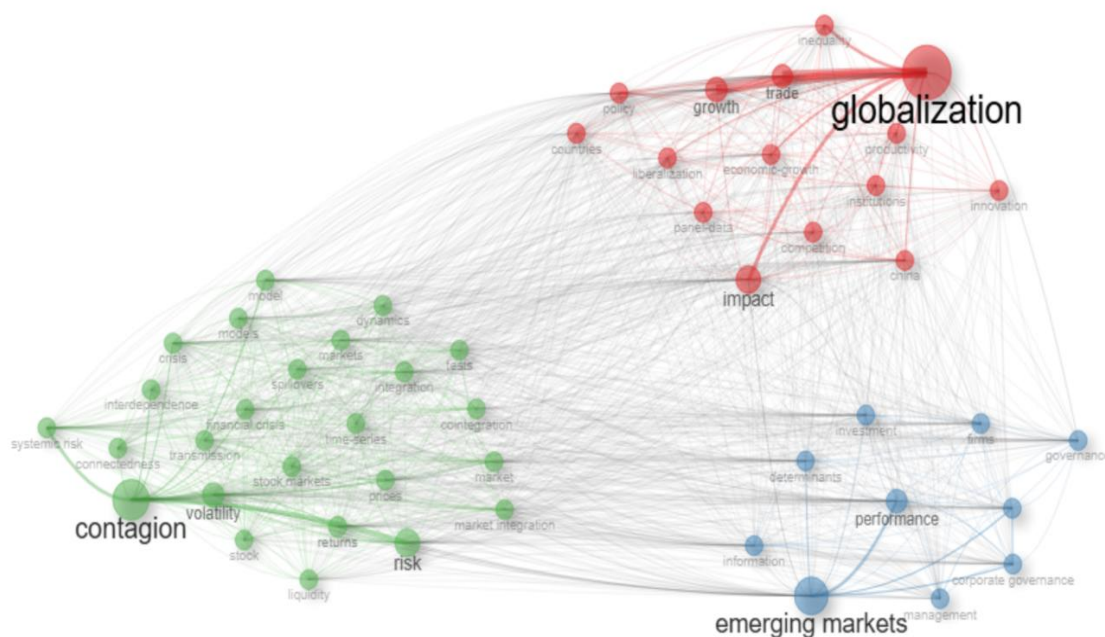 inequality
globalization
trade
growth
policy
countries
productivity
economic-growth
liberalization
institutions
innovation
panel-data
competition
china
impact
model
dynamics
models
markets
crisis
tests
spillovers
integration
interdependence
financial crisis
cointegration
time-series
systemic risk
transmission
connectedness
stock markets
market
prices
contagion
volatility
market integration
returns
stock
risk
liquidity
investment
firms
governanc
determinants
performance
information
corporate governance
management
emerging markets